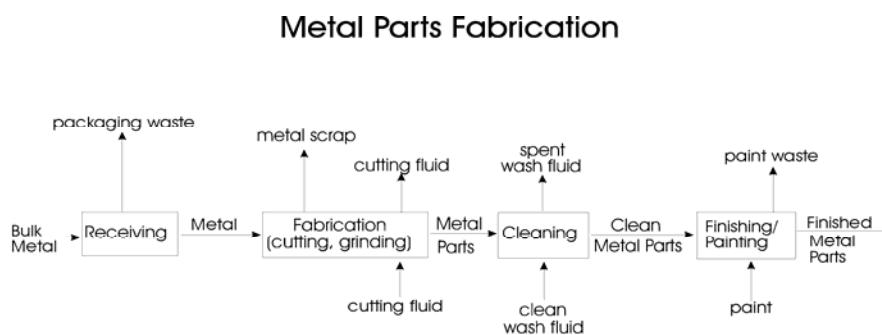 Metal Parts Fabrication
packaging waste
metal scrap
cutting fluid
spent
wash fluid
paint waste
Bulk
Metal
Receiving
Metal
Fabrication
(cutting, grinding)
Metal
Parts
Cleaning
Clean
Metal Parts
Finishing/
Painting
Finished
Metal
Parts
cutting fluid
clean
wash fluid
paint